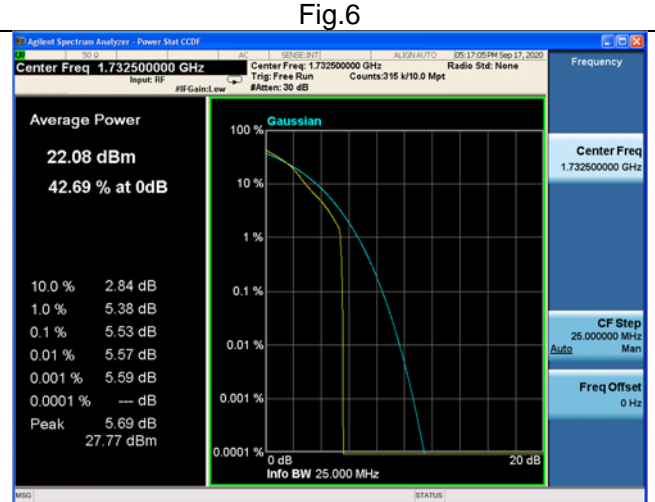 Fig.6
Agilent Spectrum Analyzer - Power Stat CCDF
50 Ω AC SENSE:INT ALIGN AUTO 05:17:05 PM Sep 17, 2020
Center Freq 1.732500000 GHz Center Freq: 1.732500000 GHz Radio Std: None
Input: RF Trig: Free Run Counts:315 k/10.0 Mpt
#IFGain:Low #Atten: 30 dB
Frequency
Average Power
22.08 dBm
42.69 % at 0dB
10.0 % 2.84 dB
1.0 % 5.38 dB
0.1 % 5.53 dB
0.01 % 5.57 dB
0.001 % 5.59 dB
0.0001 % --- dB
Peak 5.69 dB
27.77 dBm
Gaussian
100 %
10 %
1 %
0.1 %
0.01 %
0.001 %
0.0001 %
0 dB 20 dB
Info BW 25.000 MHz
Center Freq
1.732500000 GHz
CF Step
25.000000 MHz
Auto Man
Freq Offset
0 Hz
MSG STATUS